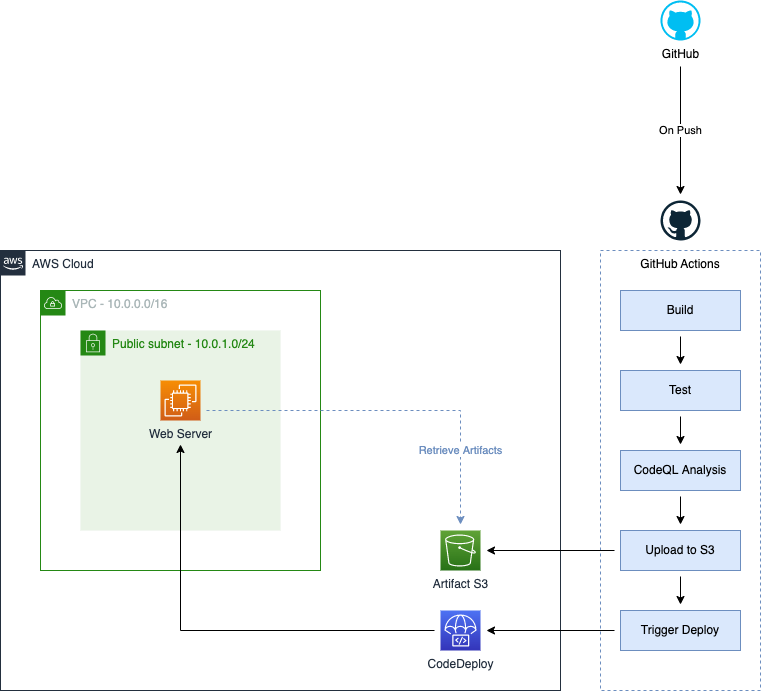 GitHub
On Push
aws
AWS Cloud
GitHub Actions
VPC - 10.0.0.0/16
Build
Public subnet - 10.0.1.0/24
Test
Web Server
Retrieve Artifacts
CodeQL Analysis
Upload to S3
Artifact S3
Trigger Deploy
</>
CodeDeploy